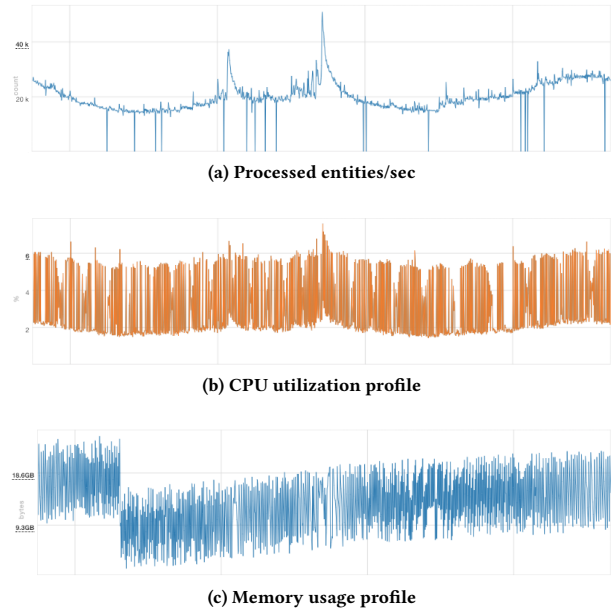 40 k
count
20 k
(a) Processed entities/sec
6
%
4
2
(b) CPU utilization profile
18.6GB
bytes
9.3GB
(c) Memory usage profile